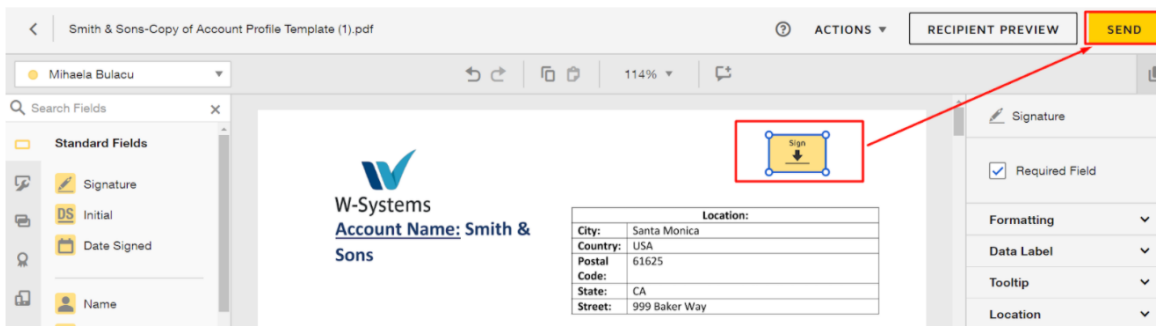 Smith & Sons-Copy of Account Profile Template (1).pdf
ACTIONS
RECIPIENT PREVIEW
SEND
Mihaela Bulacu
114%
Search Fields
Standard Fields
Signature
DS Initial
Date Signed
Name
Sign
W-Systems
Account Name: Smith &
Sons
Location:
City: Santa Monica
Country: USA
Postal 61625
Code:
State: CA
Street: 999 Baker Way
Signature
Required Field
Formatting
Data Label
Tooltip
Location